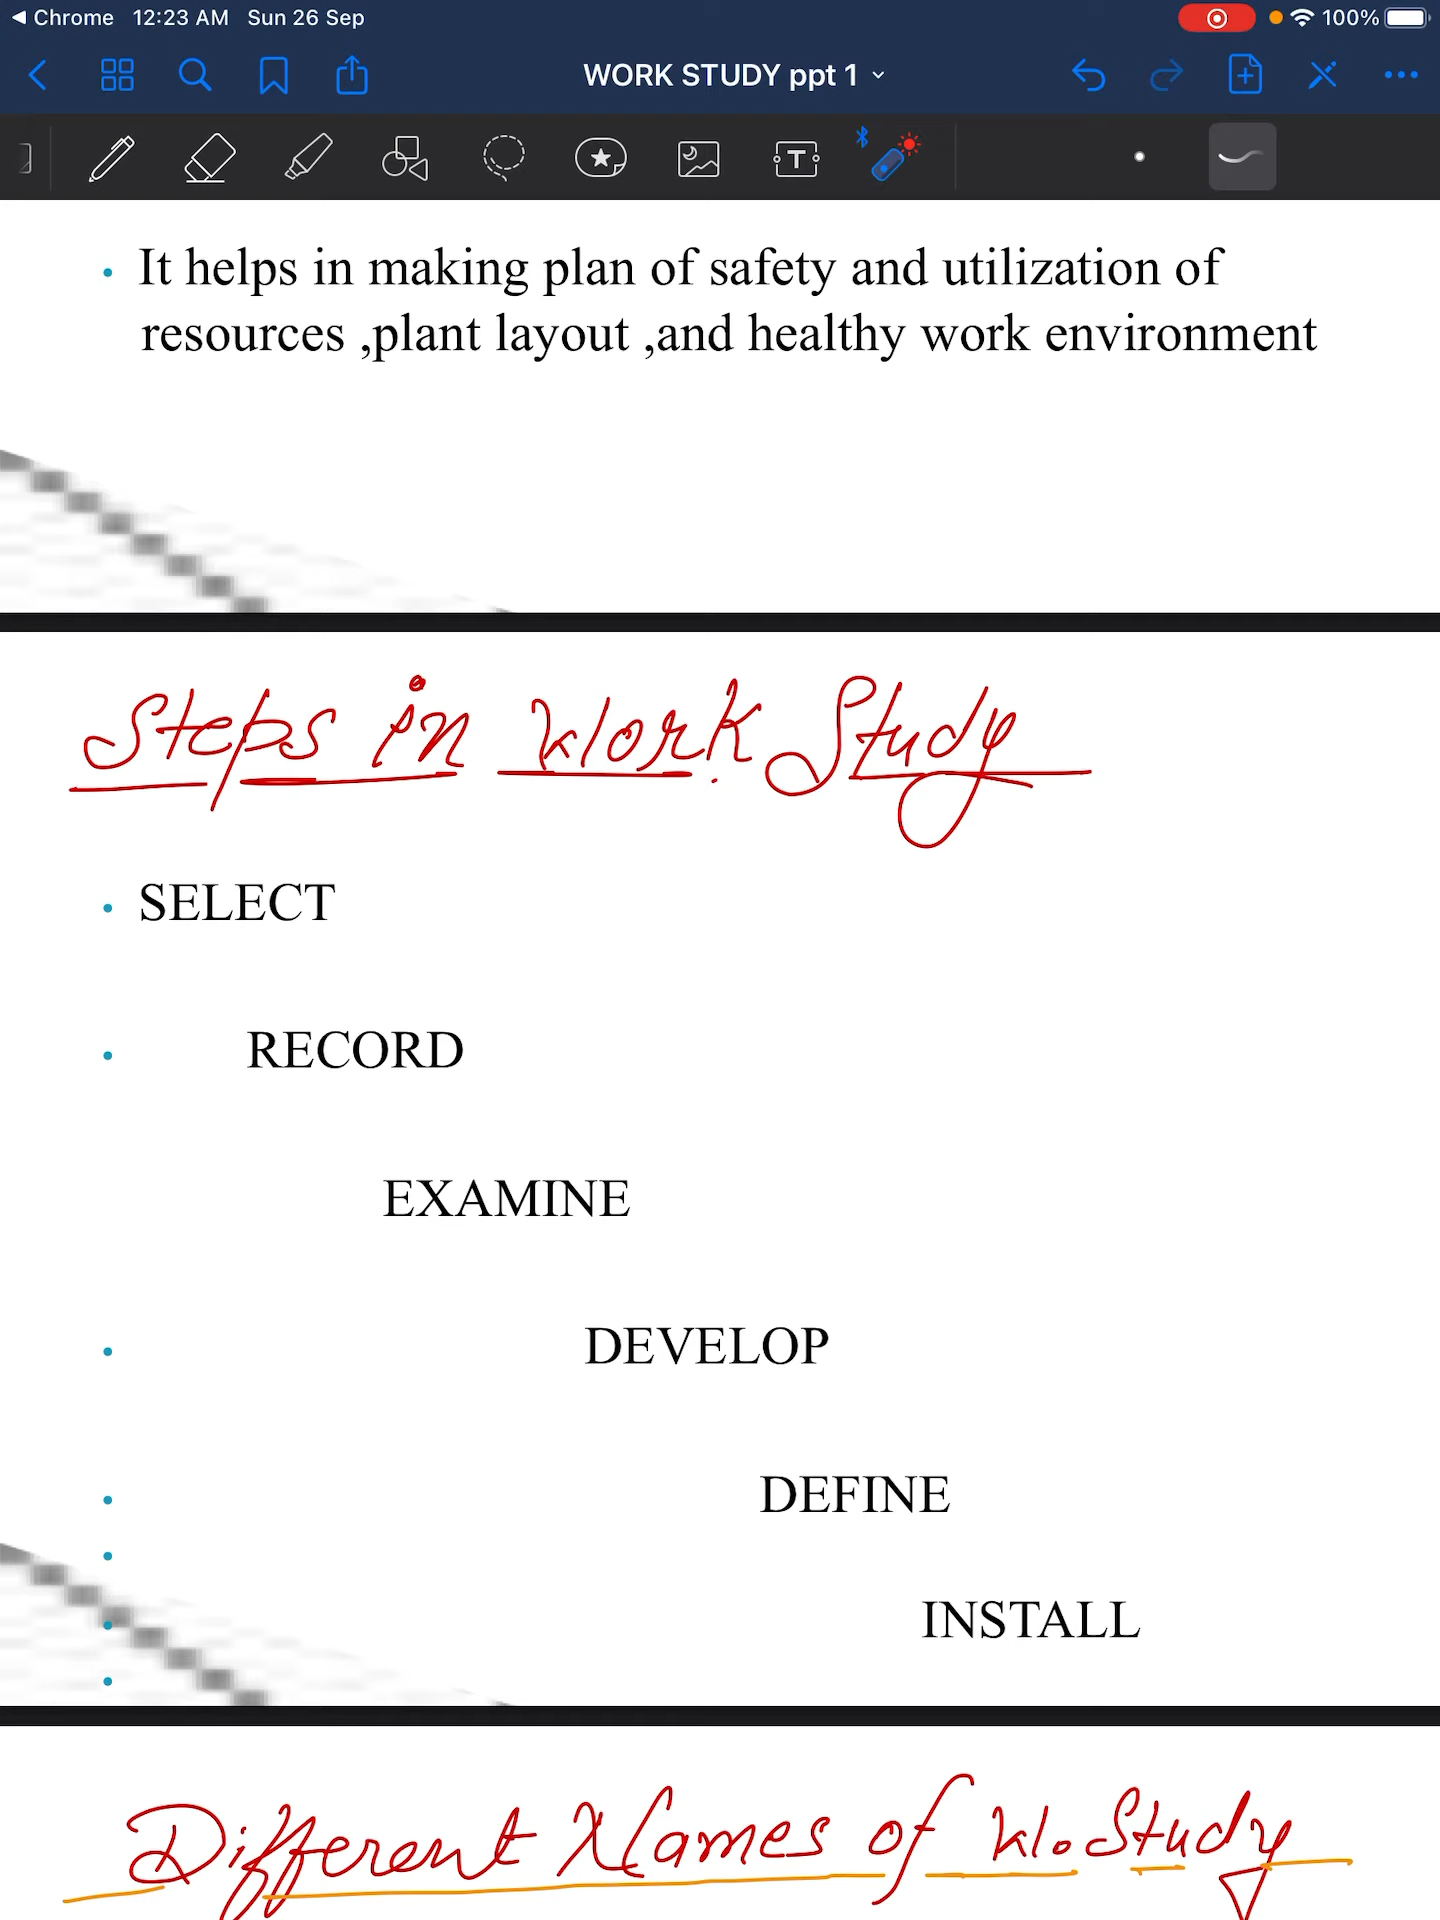 Chrome 12:23 AM Sun 26 Sep 100%
WORK STUDY ppt 1
T
• It helps in making plan of safety and utilization of
resources ,plant layout ,and healthy work environment
Steps in Work Study
• SELECT
• RECORD
EXAMINE
• DEVELOP
• DEFINE
•
• INSTALL
•
Different Names of W. Study